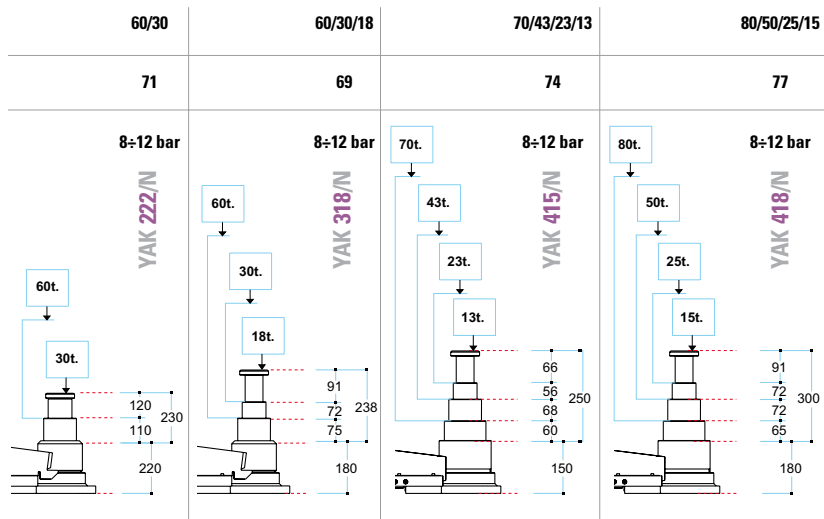 60/30
60/30/18
70/43/23/13
80/50/25/15
71
69
74
77
8÷12 bar
8÷12 bar
8÷12 bar
8÷12 bar
YAK 222/N
60t.
30t.
120
110
230
220
YAK 318/N
60t.
30t.
18t.
91
72
75
238
180
YAK 415/N
70t.
43t.
23t.
13t.
66
56
68
60
250
150
YAK 418/N
80t.
50t.
25t.
15t.
91
72
72
65
300
180